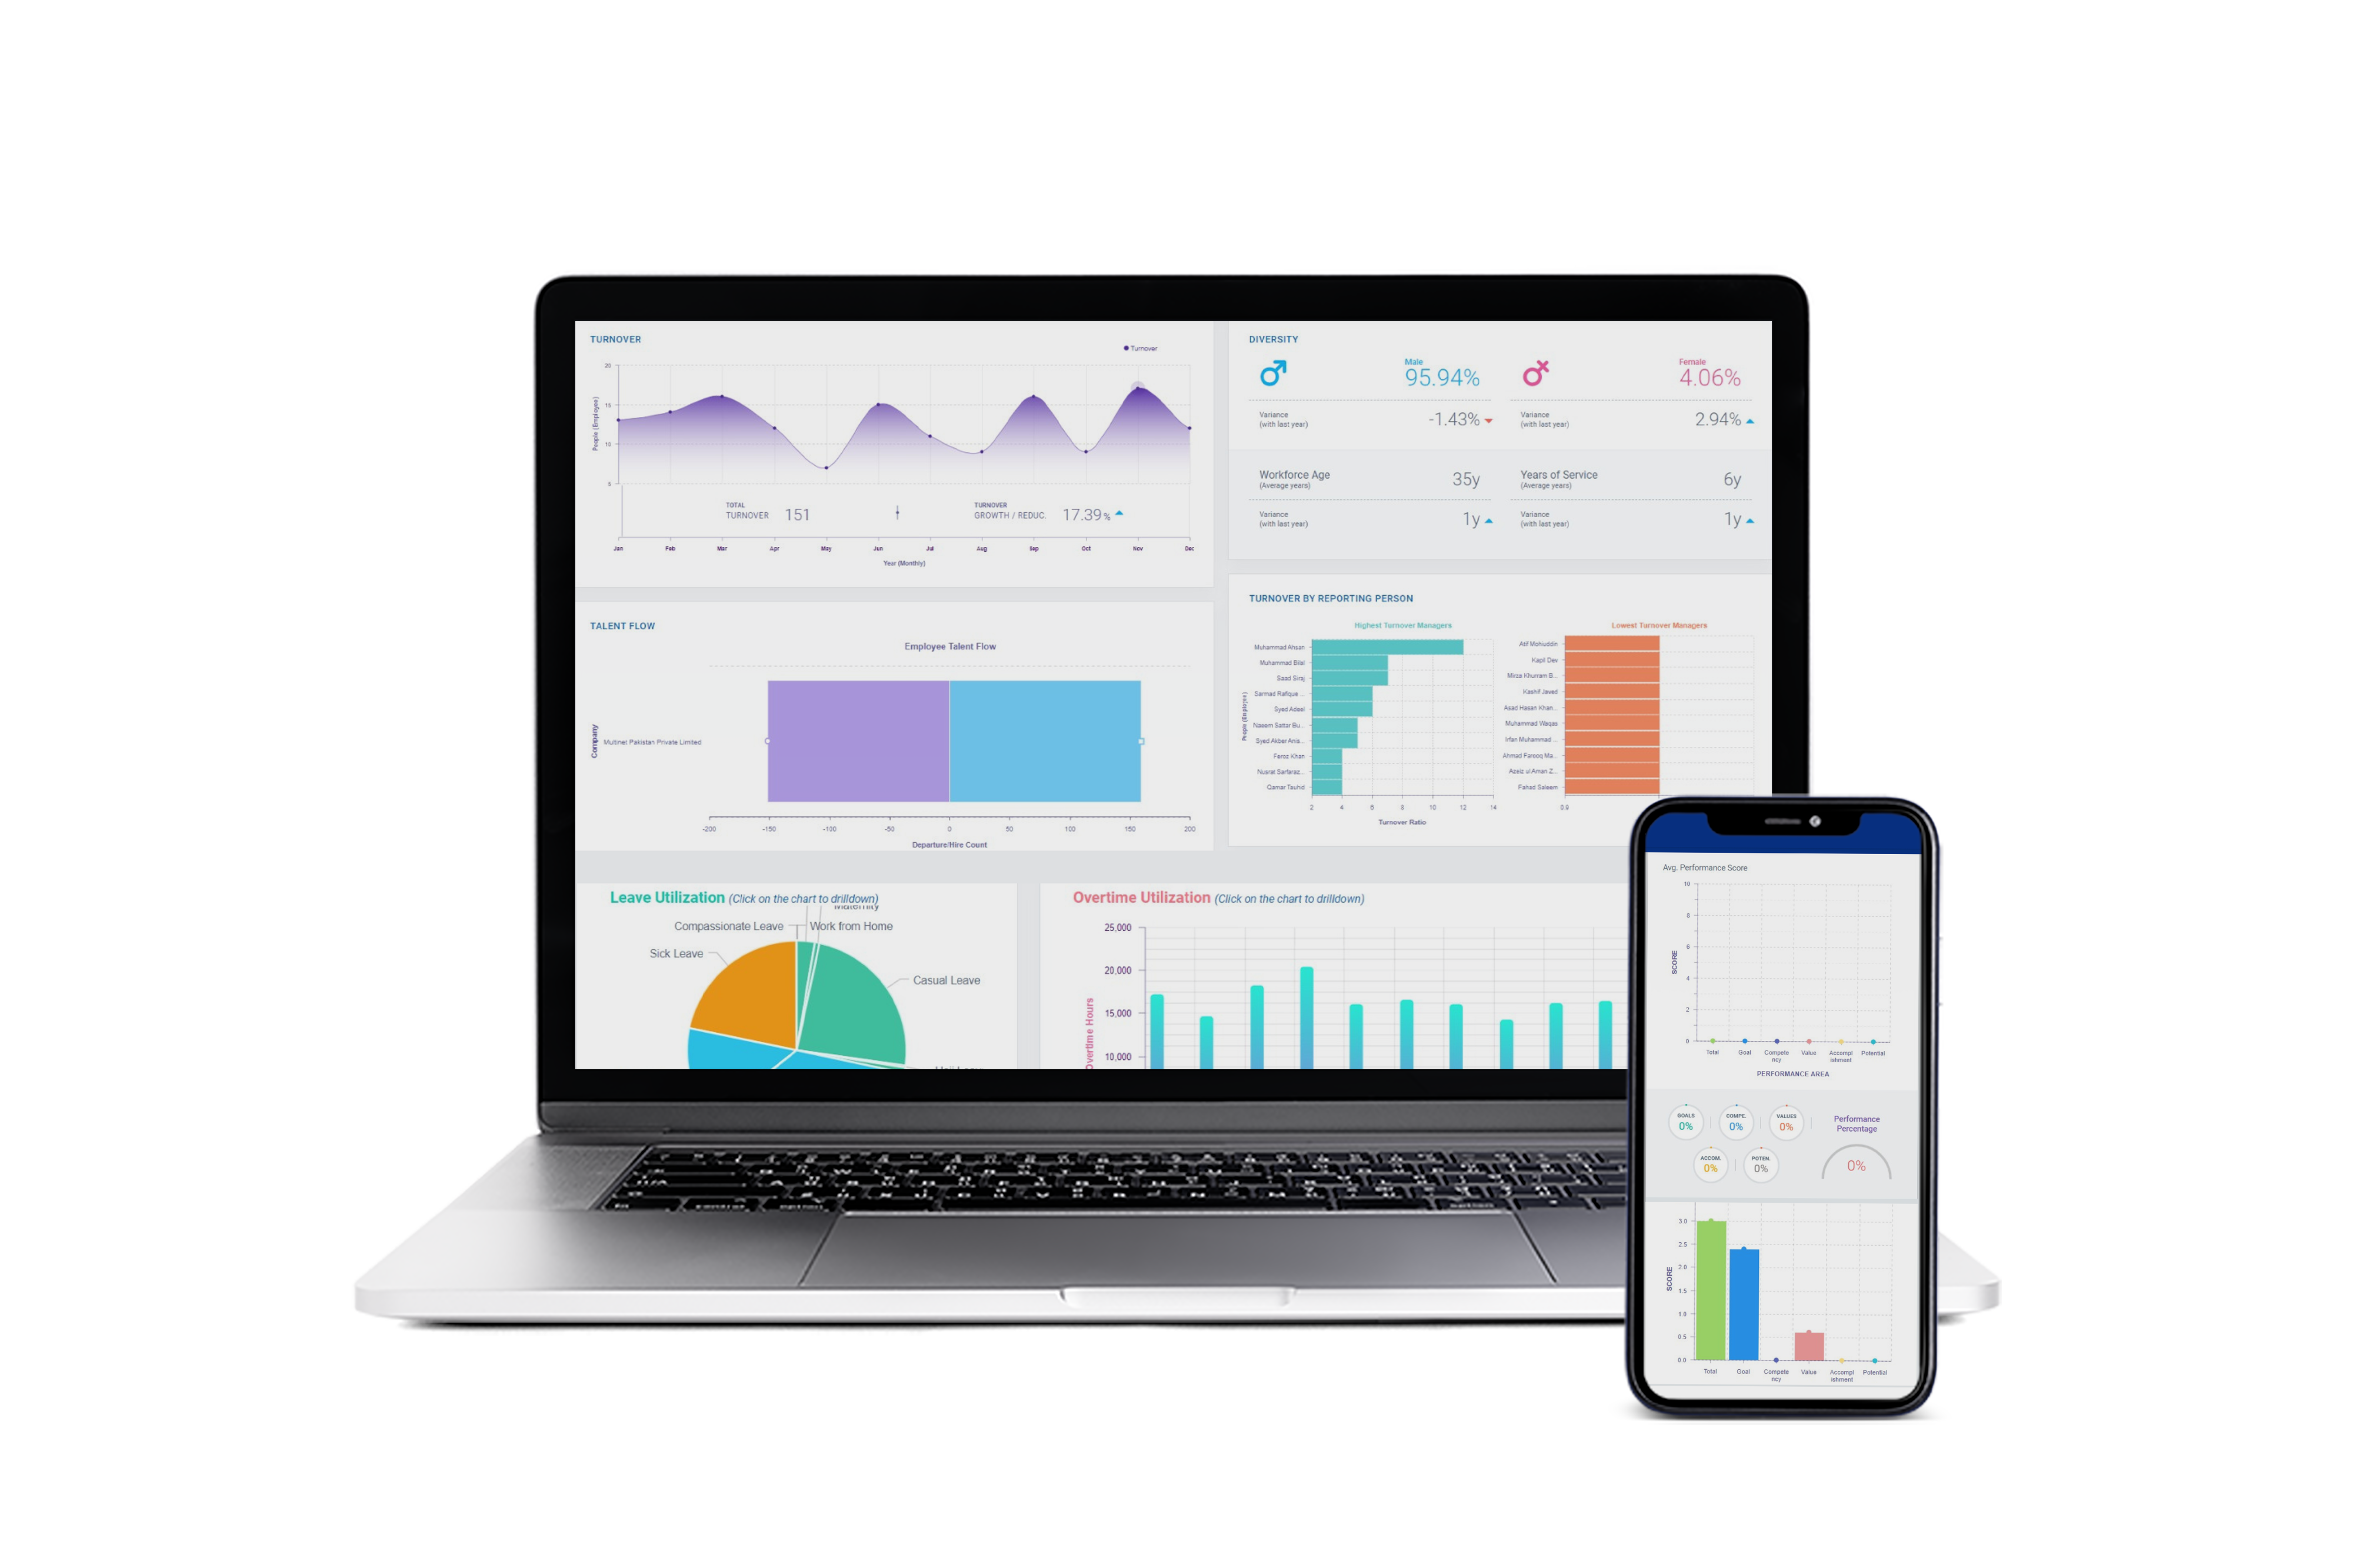 TURNOVER
Turnover
People (Employee)
20
15
10
5
TOTAL
TURNOVER 151
TURNOVER
GROWTH / REDUC. 17.39%
Jan Feb Mar Apr May Jun Jul Aug Sep Oct Nov Dec
Year (Monthly)
DIVERSITY
Male
95.94%
Female
4.06%
Variance
(with last year)
-1.43%
Variance
(with last year)
2.94%
Workforce Age
(Average years)
35y
Years of Service
(Average years)
6y
Variance
(with last year)
1y
Variance
(with last year)
1y
TALENT FLOW
Employee Talent Flow
Company
Multinet Pakistan Private Limited
-200 -150 -100 -50 0 50 100 150 200
Departure/Hire Count
TURNOVER BY REPORTING PERSON
Highest Turnover Managers
People (Employee)
Muhammad Ahsan
Muhammad Bilal
Saad Siraj
Sarmad Rafique ...
Syed Adeel
Naeem Sattar Bu...
Syed Akber Anis...
Feroz Khan
Nusrat Sarfaraz...
Qamar Tauhid
2 4 6 8 10 12 14
Turnover Ratio
Lowest Turnover Managers
Atif Mohiuddin
Kapil Dev
Mirza Khurram B...
Kashif Javed
Asad Hasan Khan...
Muhammad Waqas
Irfan Muhammad ...
Ahmad Farooq Ma...
Fahad Saleem
0.9
Leave Utilization (Click on the chart to drilldown)
Compassionate Leave
Work from Home
Sick Leave
Casual Leave
Overtime Utilization (Click on the chart to drilldown)
Overtime Hours
25,000
20,000
15,000
10,000
Avg. Performance Score
SCORE
10
8
6
4
2
0
Total Goal Compete
ncy Value Accompl
ishment Potential
PERFORMANCE AREA
GOALS
0%
COMPE.
0%
VALUES
0%
ACCOM.
0%
POTEN.
0%
Performance
Percentage
0%
SCORE
3.0
2.5
2.0
1.5
1.0
0.5
0.0
Total Goal Compete
ncy Value Accompl
ishment Potential